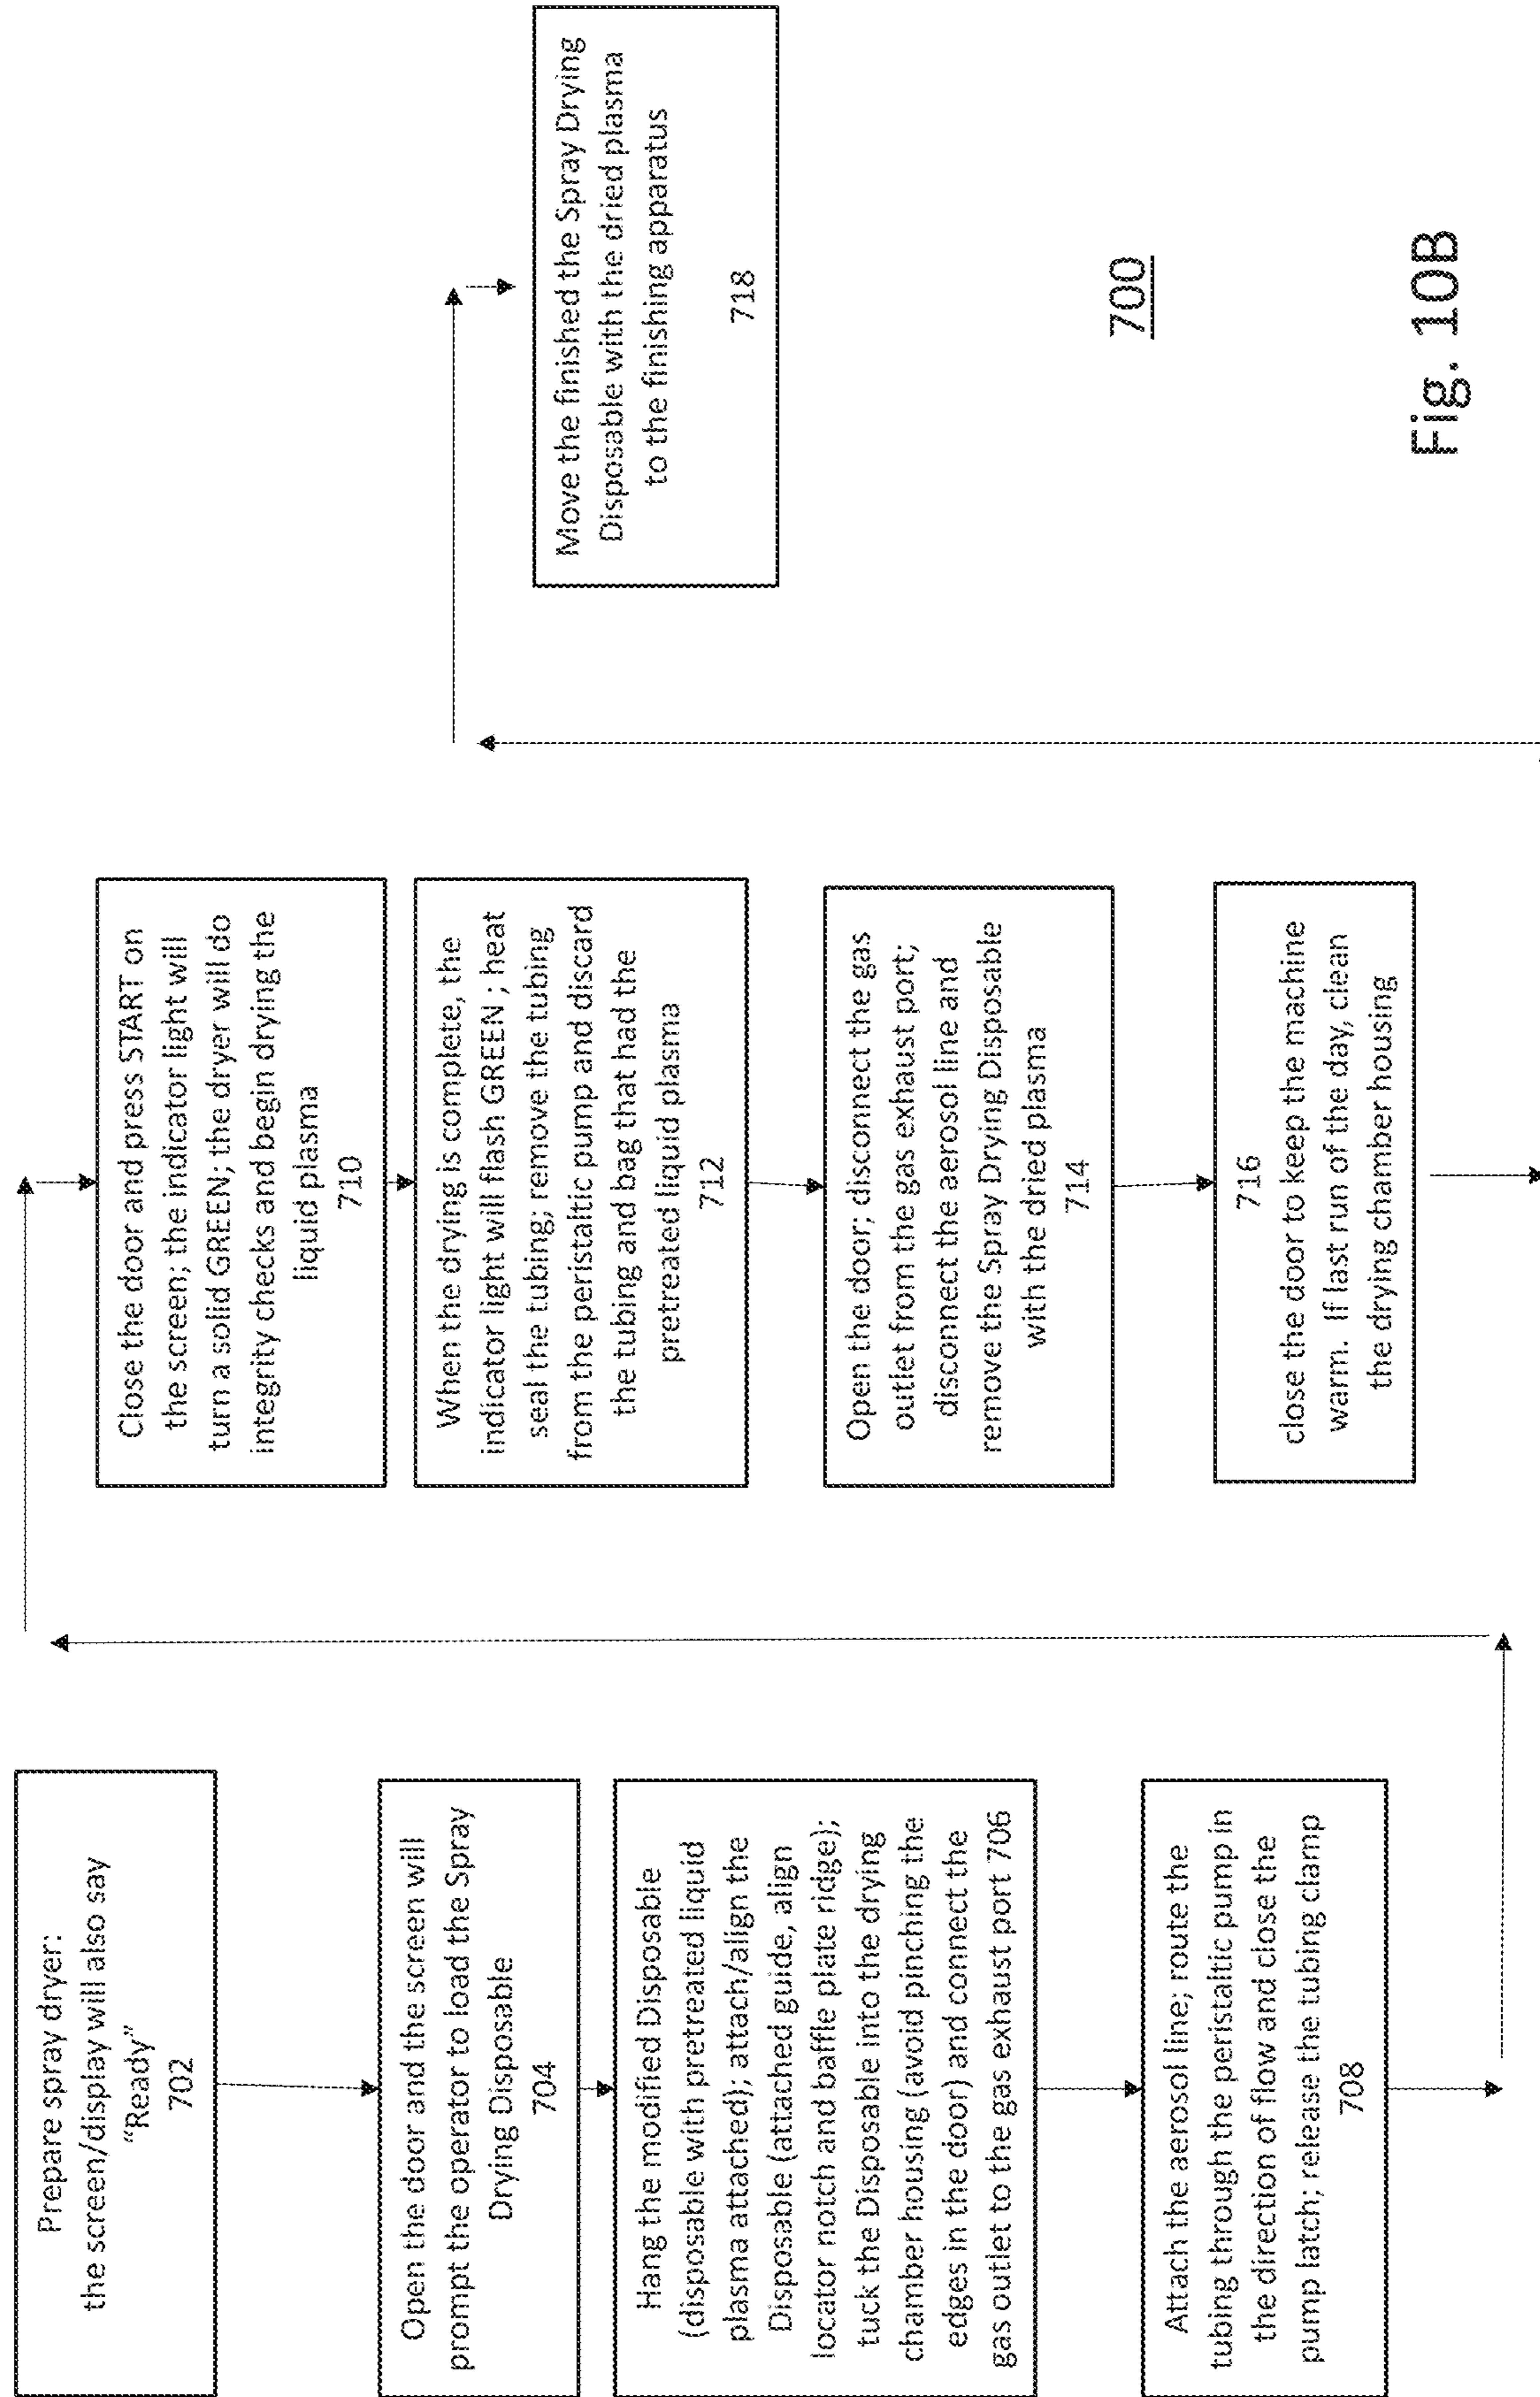 Prepare spray dryer:
the screen/display will also say
“Ready”
702
Open the door and the screen will
prompt the operator to load the Spray
Drying Disposable
704
Hang the modified Disposable
(disposable with pretreated liquid
plasma attached); attach/align the
Disposable (attached guide, align
locator notch and baffle plate ridge);
tuck the Disposable into the drying
chamber housing (avoid pinching the
edges in the door) and connect the
gas outlet to the gas exhaust port 706
Attach the aerosol line; route the
tubing through the peristaltic pump in
the direction of flow and close the
pump latch; release the tubing clamp
708
Close the door and press START on
the screen; the indicator light will
turn a solid GREEN; the dryer will do
integrity checks and begin drying the
liquid plasma
710
When the drying is complete, the
indicator light will flash GREEN ; heat
seal the tubing; remove the tubing
from the peristaltic pump and discard
the tubing and bag that had the
pretreated liquid plasma
712
Open the door; disconnect the gas
outlet from the gas exhaust port;
disconnect the aerosol line and
remove the Spray Drying Disposable
with the dried plasma
714
716
close the door to keep the machine
warm. If last run of the day, clean
the drying chamber housing
Move the finished the Spray Drying
Disposable with the dried plasma
to the finishing apparatus
718
700
Fig. 10B